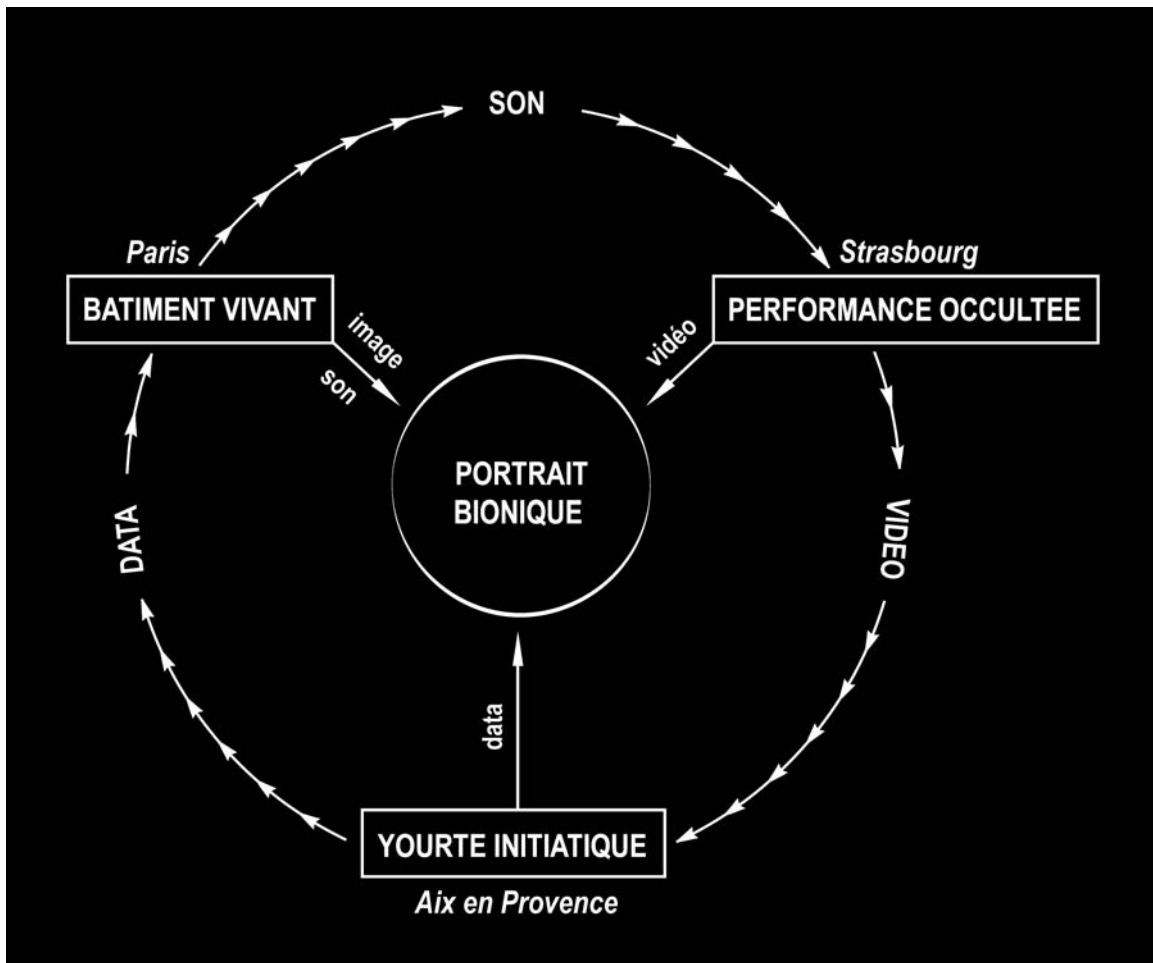 SON
Paris
Strasbourg
BATIMENT VIVANT
PERFORMANCE OCCULTEE
image
son
vidéo
PORTRAIT
BIONIQUE
DATA
VIDEO
data
YOURTE INITIATIQUE
Aix en Provence